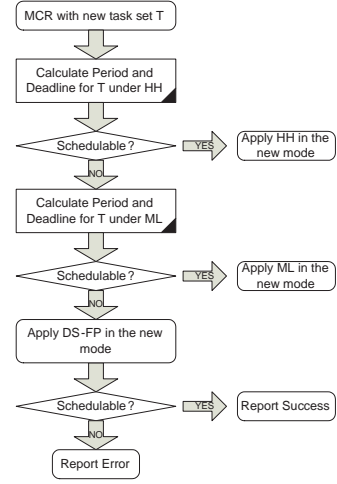 MCR with new task set T
Calculate Period and
Deadline for T under HH
Schedulable ?
YES
Apply HH in the
new mode
NO
Calculate Period and
Deadline for T under ML
Schedulable ?
YES
Apply ML in the
new mode
NO
Apply DS-FP in the new
mode
Schedulable ?
YES
Report Success
NO
Report Error